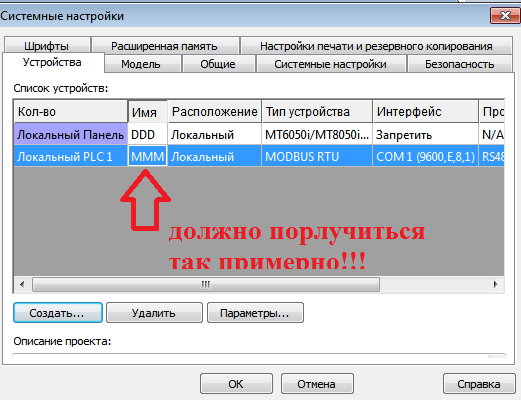 Системные настройки
Шрифты Расширенная память Настройки печати и резервного копирования
Устройства Модель Общие Системные настройки Безопасность
Список устройств:
Кол-во Имя Расположение Тип устройства Интерфейс Про
Локальный Панель DDD Локальный MT6050i/MT8050i... Запретить N/A
Локальный PLC 1 MMM Локальный MODBUS RTU COM 1 (9600,E,8,1) RS48
должно порлучиться
так примерно!!!
Создать... Удалить Параметры...
Описание проекта:
OK Отмена Справка